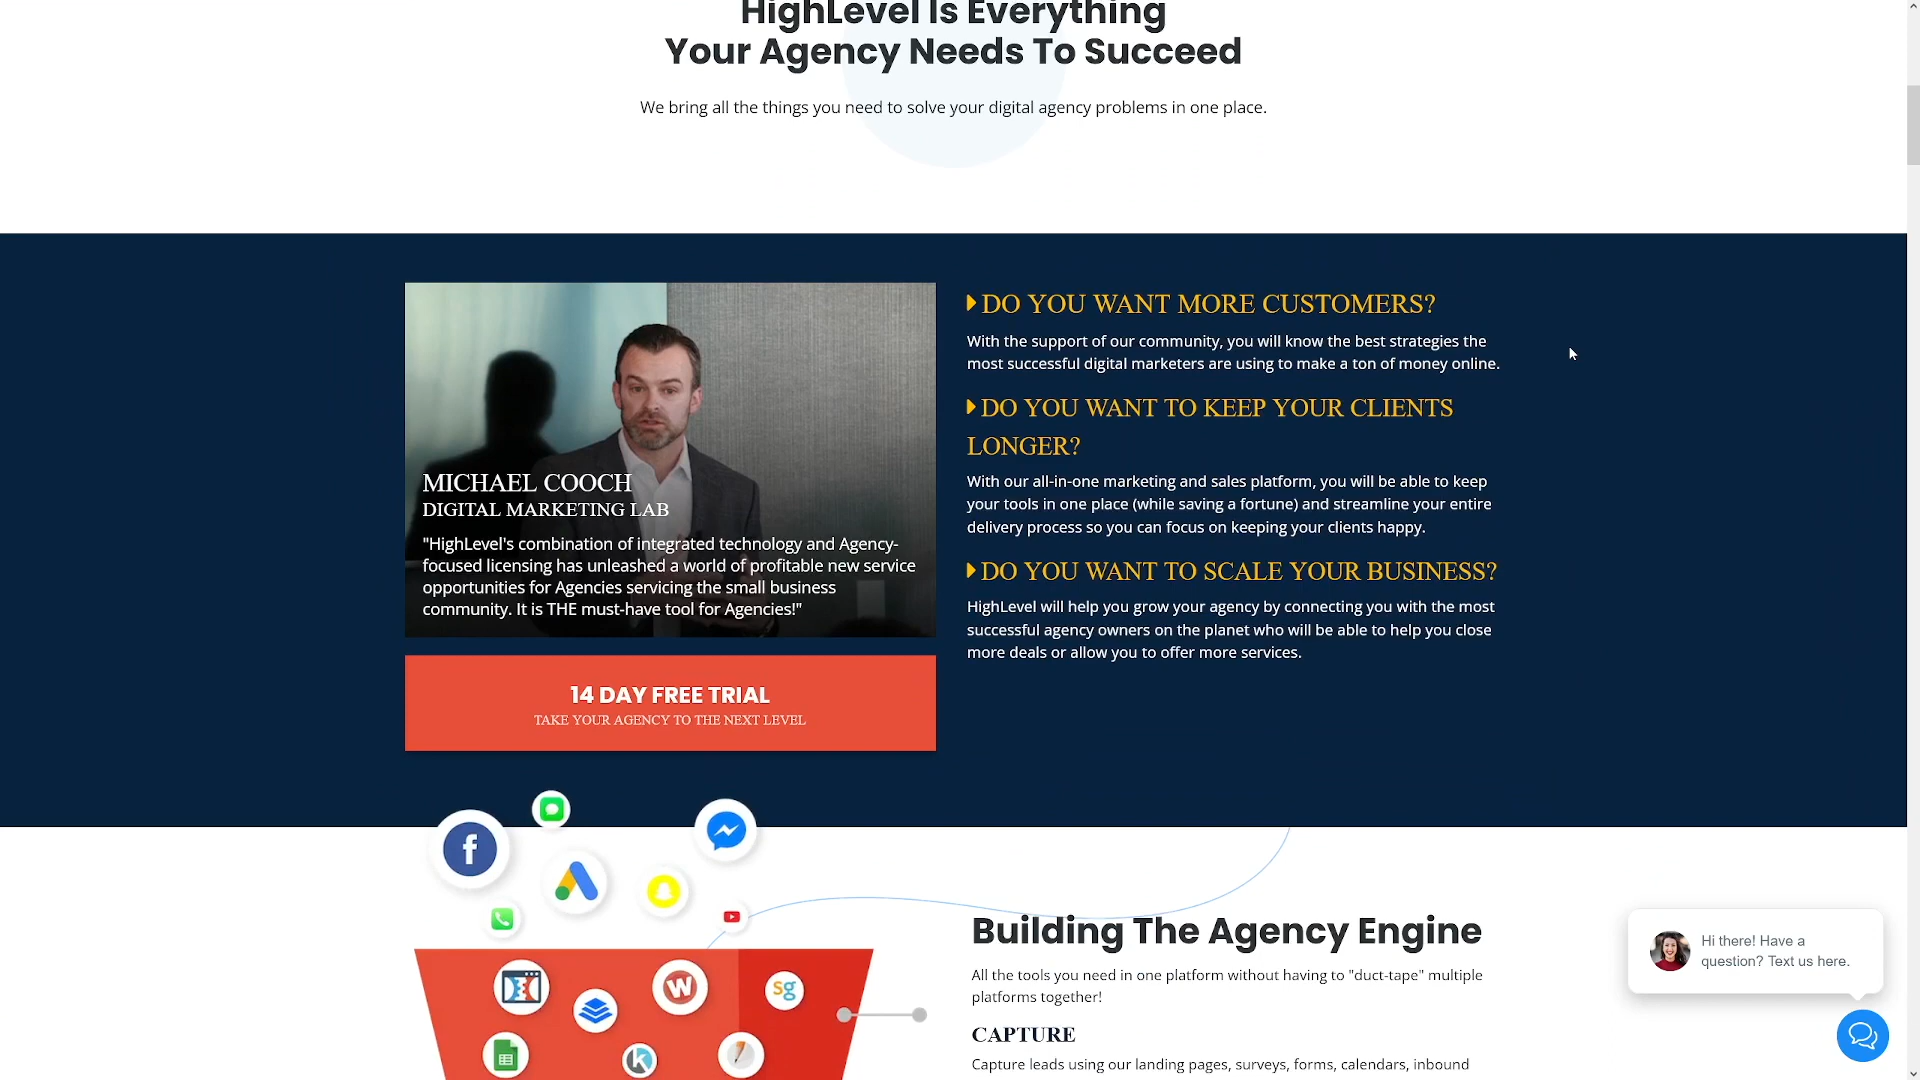 HighLevel Is Everything
Your Agency Needs To Succeed
We bring all the things you need to solve your digital agency problems in one place.
MICHAEL COOCH
DIGITAL MARKETING LAB
"HighLevel's combination of integrated technology and Agency-
focused licensing has unleashed a world of profitable new service
opportunities for Agencies servicing the small business
community. It is THE must-have tool for Agencies!"
14 DAY FREE TRIAL
TAKE YOUR AGENCY TO THE NEXT LEVEL
DO YOU WANT MORE CUSTOMERS?
With the support of our community, you will know the best strategies the
most successful digital marketers are using to make a ton of money online.
DO YOU WANT TO KEEP YOUR CLIENTS
LONGER?
With our all-in-one marketing and sales platform, you will be able to keep
your tools in one place (while saving a fortune) and streamline your entire
delivery process so you can focus on keeping your clients happy.
DO YOU WANT TO SCALE YOUR BUSINESS?
HighLevel will help you grow your agency by connecting you with the most
successful agency owners on the planet who will be able to help you close
more deals or allow you to offer more services.
f
W
sg
K
Building The Agency Engine
All the tools you need in one platform without having to "duct-tape" multiple
platforms together!
CAPTURE
Capture leads using our landing pages, surveys, forms, calendars, inbound
Hi there! Have a
question? Text us here.